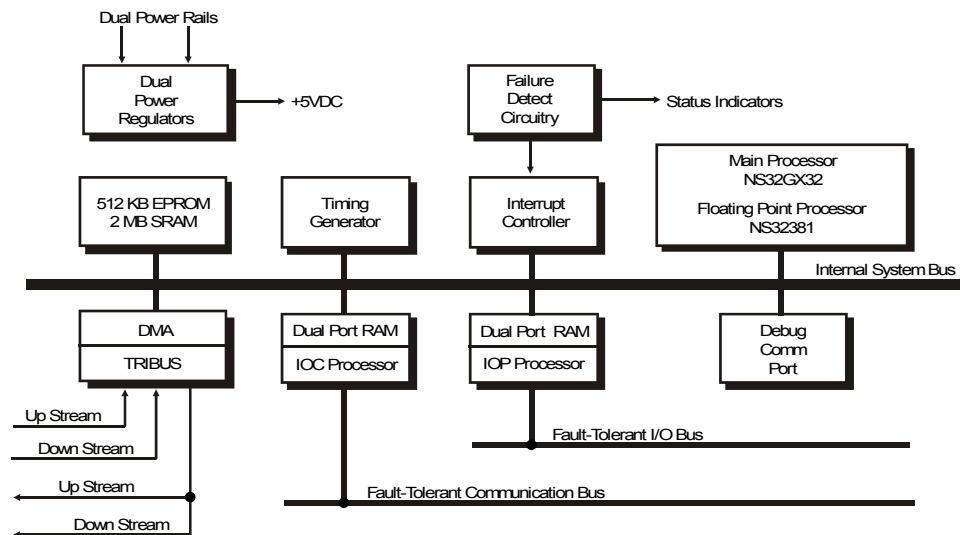 Dual Power Rails
Dual
Power
Regulators
+5VDC
Failure
Detect
Circuitry
Status Indicators
512 KB EPROM
2 MB SRAM
Timing
Generator
Interrupt
Controller
Main Processor
NS32GX32
Floating Point Processor
NS32381
Internal System Bus
DMA
TRIBUS
Dual Port RAM
IOC Processor
Dual Port RAM
IOP Processor
Debug
Comm
Port
Up Stream
Down Stream
Up Stream
Down Stream
Fault-Tolerant I/O Bus
Fault-Tolerant Communication Bus